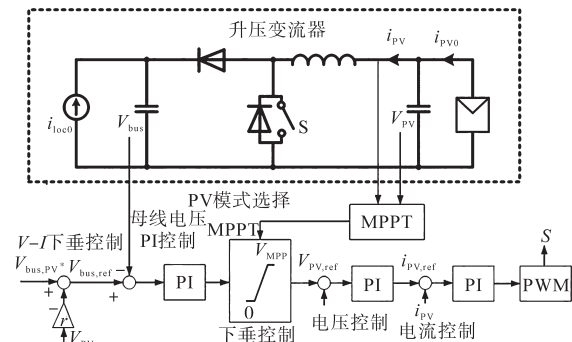 升压变流器
i_PV
i_PV0
i_loc0
V_bus
S
V_PV
PV模式选择
母线电压
PI控制
MPPT
MPPT
V-I下垂控制
V_bus,PV*
V_bus,ref
V_MPP
0
V_PV,ref
i_PV,ref
S
+
−
−
+
PI
PI
PI
PWM
r
i_PV
电压控制
电流控制
下垂控制